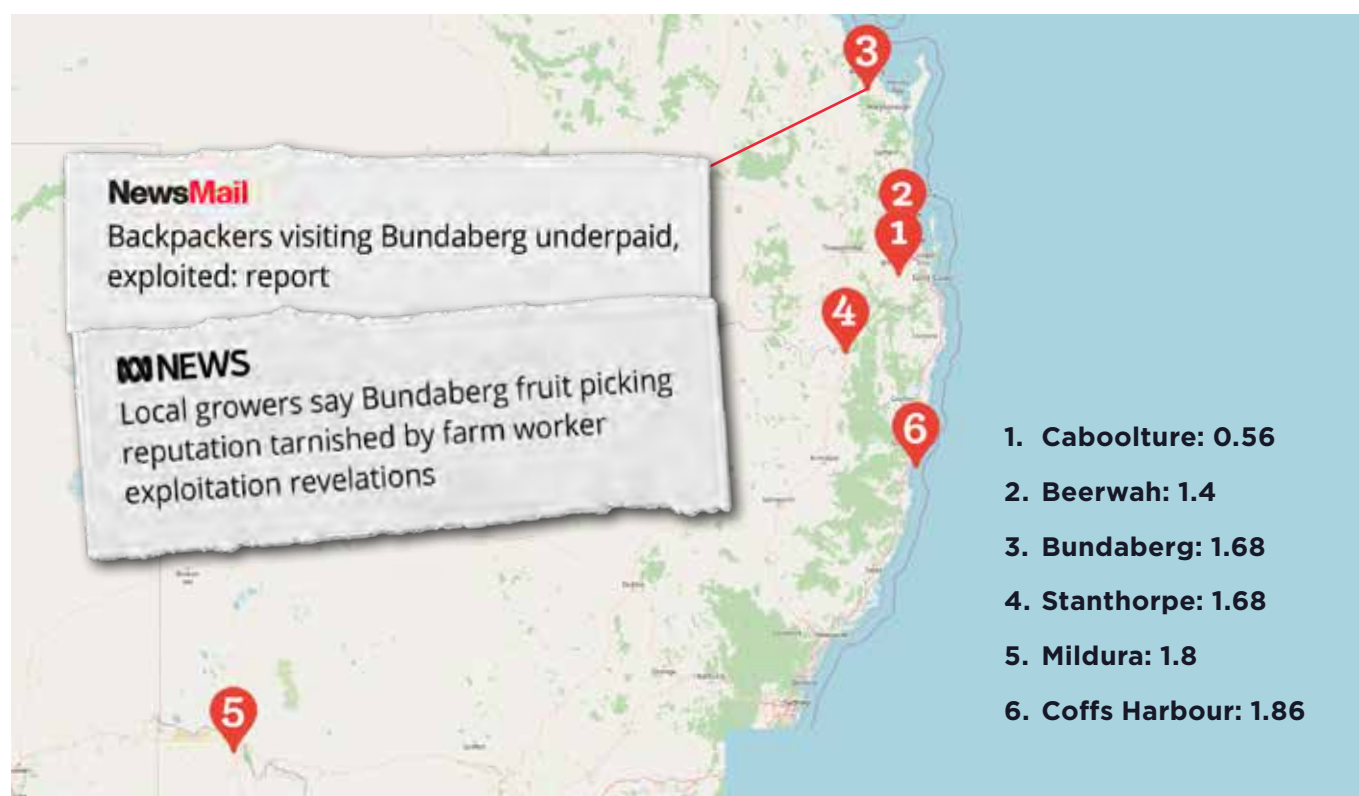 3
2
1
4
6
5
NewsMail
Backpackers visiting Bundaberg underpaid,
exploited: report
NEWS
Local growers say Bundaberg fruit picking
reputation tarnished by farm worker
exploitation revelations
1. Caboolture: 0.56
2. Beerwah: 1.4
3. Bundaberg: 1.68
4. Stanthorpe: 1.68
5. Mildura: 1.8
6. Coffs Harbour: 1.86